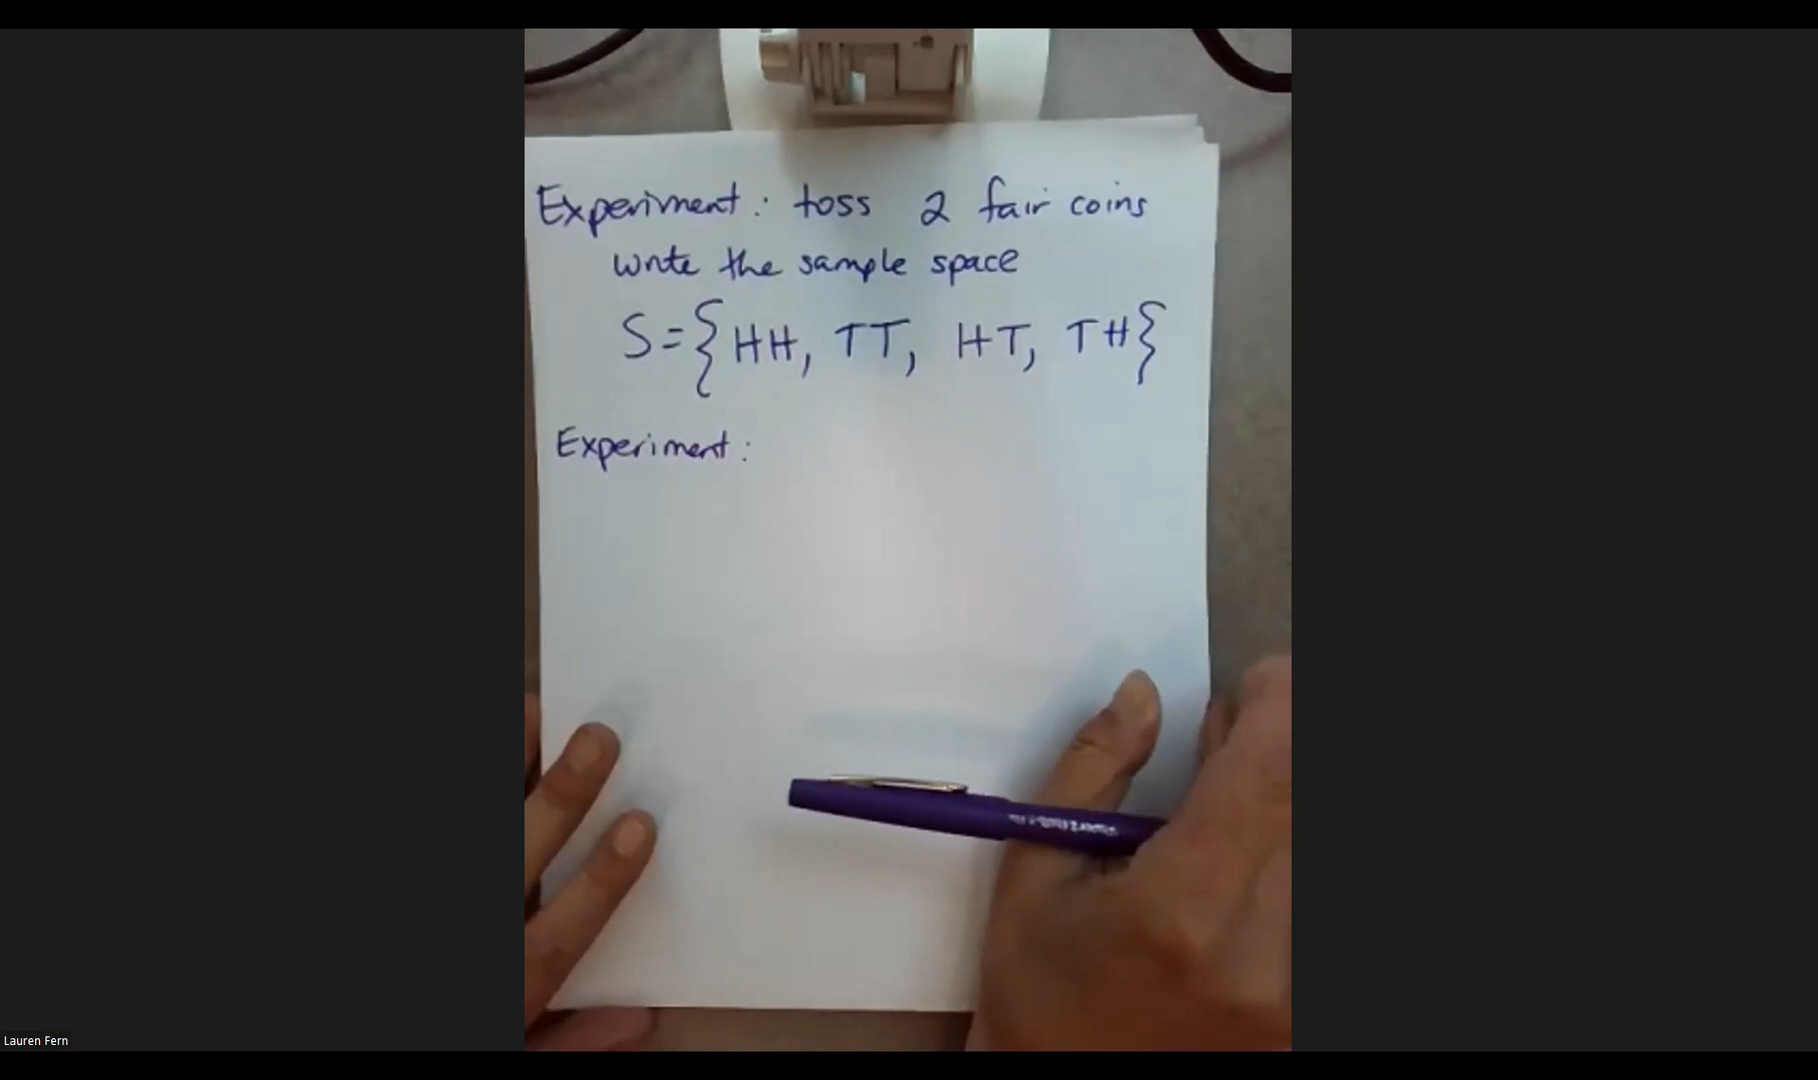 Experiment: toss 2 fair coins
write the sample space
S={HH, TT, HT, TH}
Experiment:
Lauren Fern